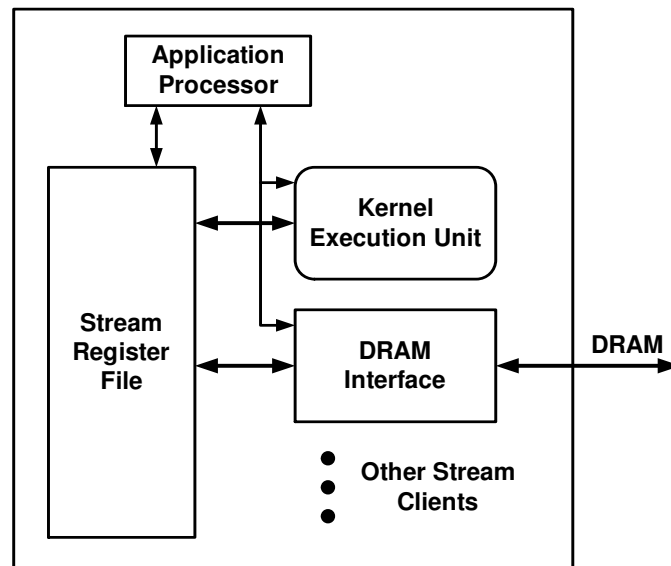 Application
Processor
Kernel
Execution Unit
Stream
Register
File
DRAM
Interface
DRAM
Other Stream
Clients